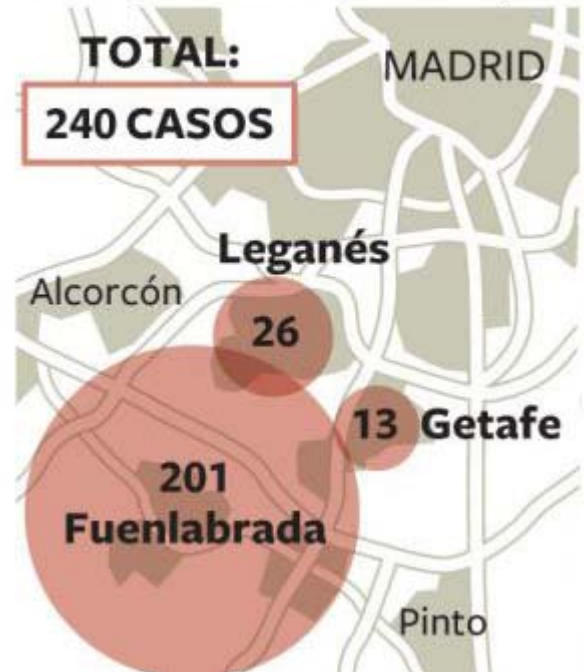 TOTAL:
240 CASOS
MADRID
Leganés
Alcorcón
26
13 Getafe
201
Fuenlabrada
Pinto